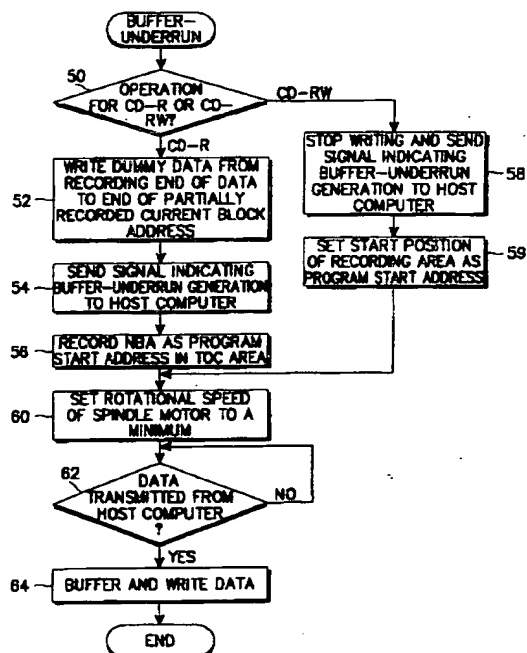 BUFFER-
UNDERRUN
50
OPERATION
FOR CD-R OR CD-
RW?
CD-RW
CD-R
52
WRITE DUMMY DATA FROM
RECORDING END OF DATA
TO END OF PARTIALLY
RECORDED CURRENT BLOCK
ADDRESS
STOP WRITING AND SEND
SIGNAL INDICATING
BUFFER-UNDERRUN
GENERATION TO HOST
COMPUTER
58
54
SEND SIGNAL INDICATING
BUFFER-UNDERRUN GENERATION
TO HOST COMPUTER
SET START POSITION
OF RECORDING AREA AS
PROGRAM START ADDRESS
59
56
RECORD NBA AS PROGRAM
START ADDRESS IN TOC AREA
60
SET ROTATIONAL SPEED
OF SPINDLE MOTOR TO A
MINIMUM
62
DATA
TRANSMITTED FROM
HOST COMPUTER
?
NO
YES
64
BUFFER AND WRITE DATA
END